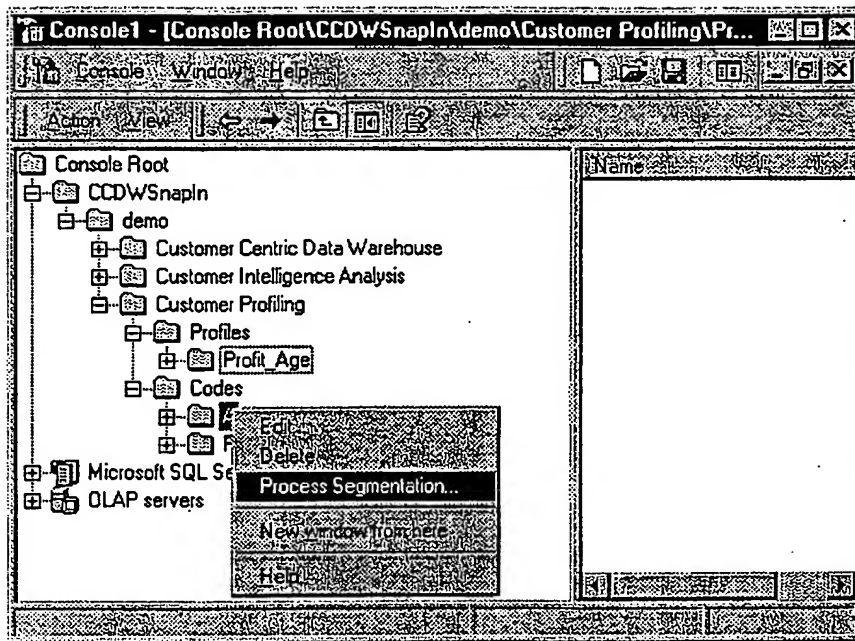 Console1 - [Console Root\CCDWSnapIn\demo\Customer Profiling\Pr...
Console Window Help
Action View
Console Root
CCDWSnapIn
demo
Customer Centric Data Warehouse
Customer Intelligence Analysis
Customer Profiling
Profiles
Profit_Age
Codes
A
Edit...
Delete
Microsoft SQL Se
Process Segmentation...
OLAP servers
New window from here
Help
Name